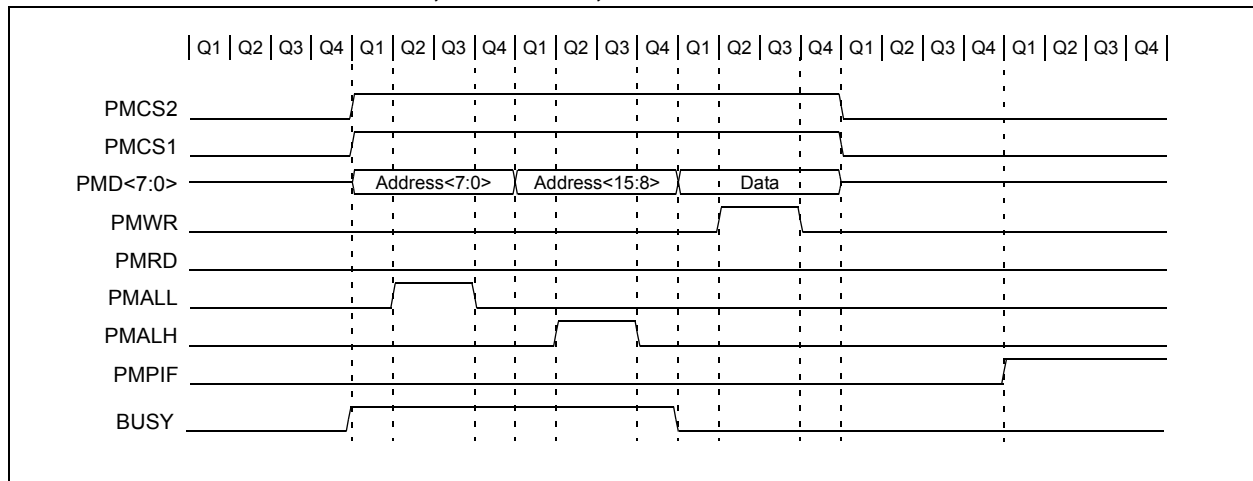 Q1 Q2 Q3 Q4 Q1 Q2 Q3 Q4 Q1 Q2 Q3 Q4 Q1 Q2 Q3 Q4 Q1 Q2 Q3 Q4 Q1 Q2 Q3 Q4
PMCS2
PMCS1
PMD<7:0> Address<7:0> Address<15:8> Data
PMWR
PMRD
PMALL
PMALH
PMPIF
BUSY